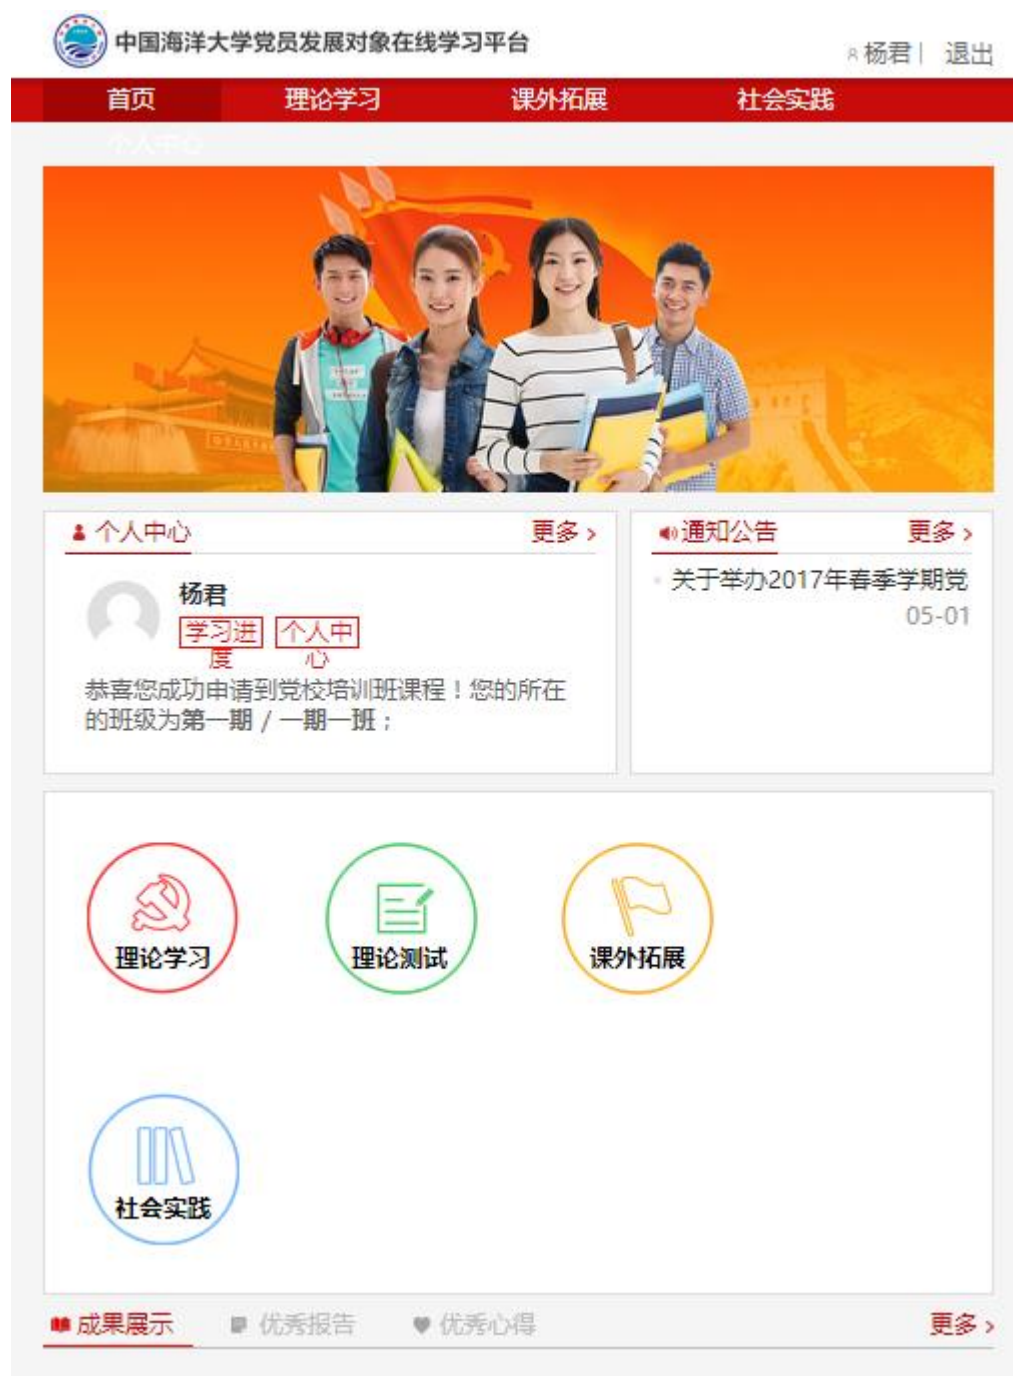 中国海洋大学党员发展对象在线学习平台
杨君 | 退出
首页 理论学习 课外拓展 社会实践
个人中心
个人中心 更多 >
杨君
学习进度 个人中心
恭喜您成功申请到党校培训班课程！您的所在
的班级为第一期 / 一期一班；
通知公告 更多 >
关于举办2017年春季学期党
05-01
理论学习 理论测试 课外拓展
社会实践
成果展示 优秀报告 优秀心得 更多 >